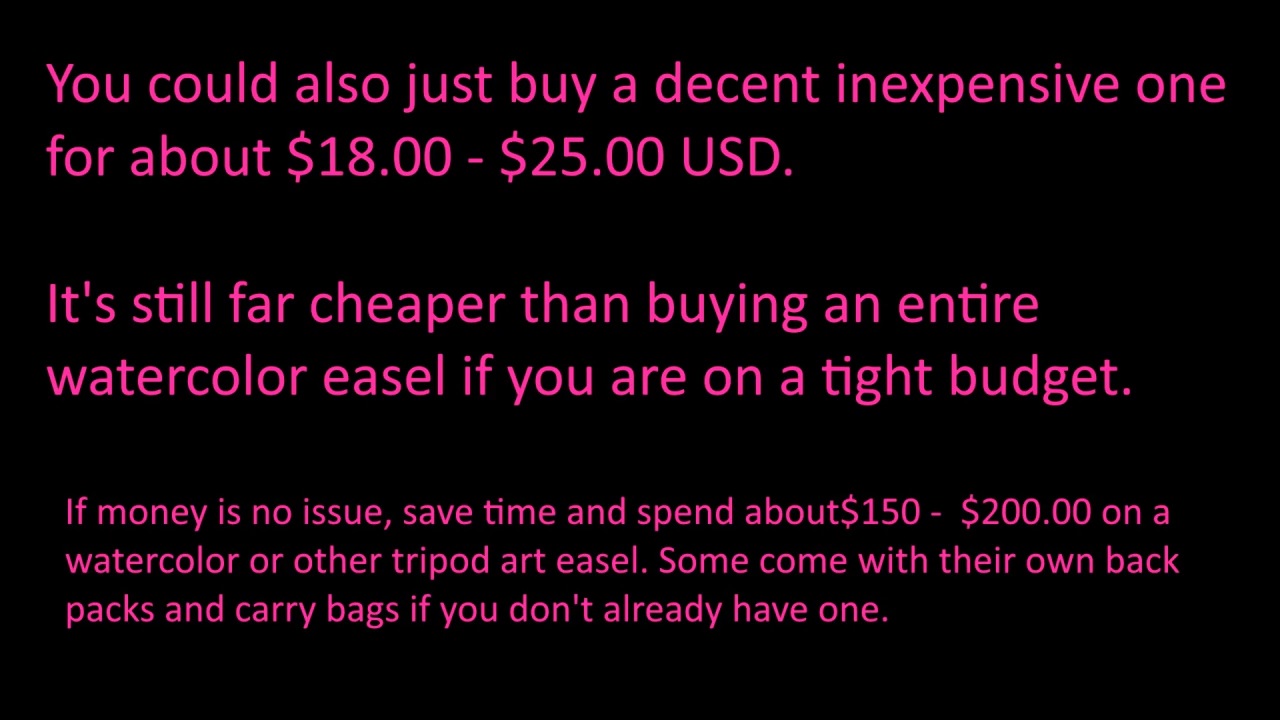 You could also just buy a decent inexpensive one
for about $18.00 - $25.00 USD.
It's still far cheaper than buying an entire
watercolor easel if you are on a tight budget.
If money is no issue, save time and spend about$150 -  $200.00 on a
watercolor or other tripod art easel. Some come with their own back
packs and carry bags if you don't already have one.